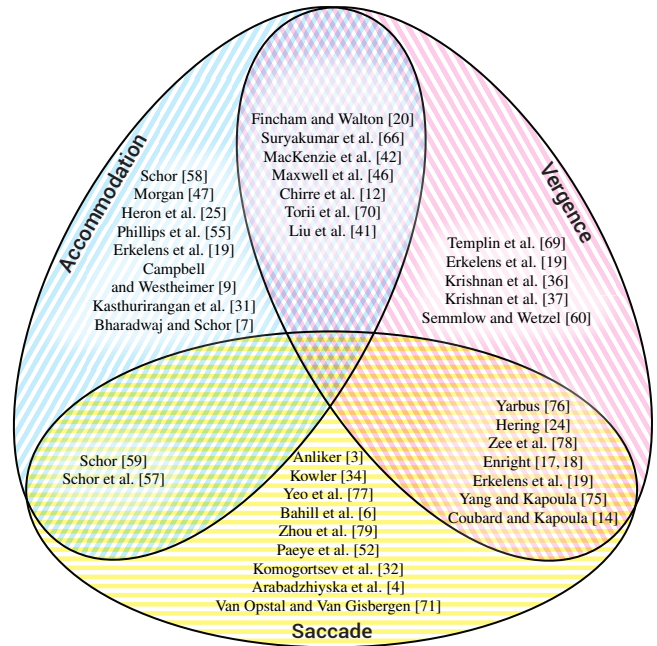 Fincham and Walton [20]
Suryakumar et al. [66]
MacKenzie et al. [42]
Maxwell et al. [46]
Chirre et al. [12]
Torii et al. [70]
Liu et al. [41]
Accommodation
Schor [58]
Morgan [47]
Heron et al. [25]
Phillips et al. [55]
Erkelens et al. [19]
Campbell
and Westheimer [9]
Kasthurirangan et al. [31]
Bharadwaj and Schor [7]
Vergence
Templin et al. [69]
Erkelens et al. [19]
Krishnan et al. [36]
Krishnan et al. [37]
Semmlow and Wetzel [60]
Schor [59]
Schor et al. [57]
Anliker [3]
Kowler [34]
Yeo et al. [77]
Bahill et al. [6]
Zhou et al. [79]
Paeye et al. [52]
Komogortsev et al. [32]
Arabadzhiyska et al. [4]
Van Opstal and Van Gisbergen [71]
Yarbus [76]
Hering [24]
Zee et al. [78]
Enright [17, 18]
Erkelens et al. [19]
Yang and Kapoula [75]
Coubard and Kapoula [14]
Saccade